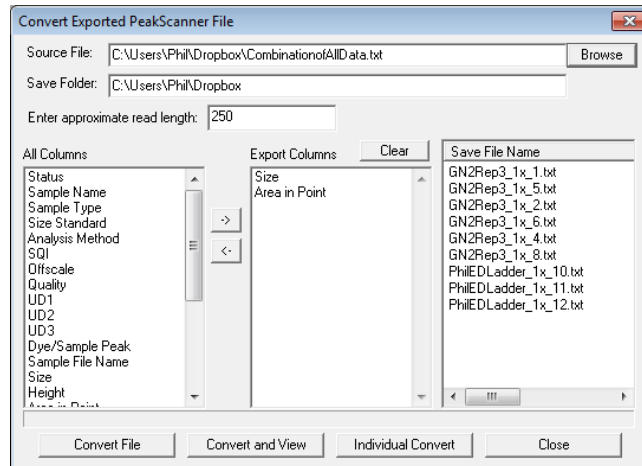 Convert Exported PeakScanner File
Source File: C:\Users\Phil\Dropbox\CombinationofAllData.txt Browse
Save Folder: C:\Users\Phil\Dropbox
Enter approximate read length: 250
All Columns
Status
Sample Name
Sample Type
Size Standard
Analysis Method
SQI
Offscale
Quality
UD1
UD2
UD3
Dye/Sample Peak
Sample File Name
Size
Height
Area in Point
->
<-
Export Columns Clear
Size
Area in Point
Save File Name
GN2Rep3_1x_1.txt
GN2Rep3_1x_5.txt
GN2Rep3_1x_2.txt
GN2Rep3_1x_6.txt
GN2Rep3_1x_4.txt
GN2Rep3_1x_8.txt
PhilEDLadder_1x_10.txt
PhilEDLadder_1x_11.txt
PhilEDLadder_1x_12.txt
Convert File Convert and View Individual Convert Close